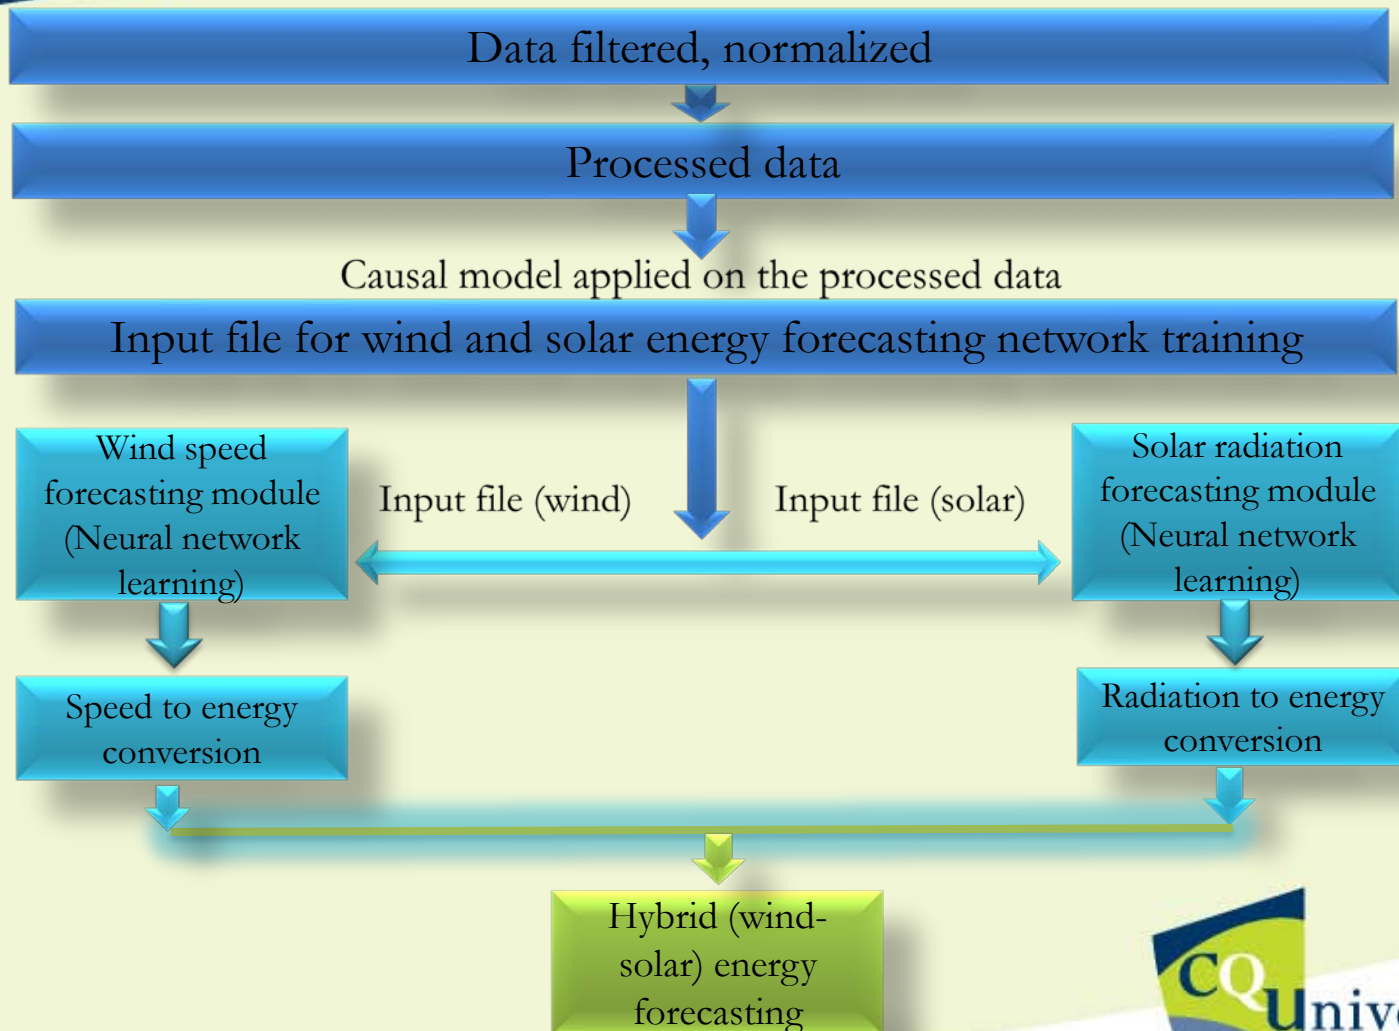 Data filtered, normalized
Processed data
Causal model applied on the processed data
Input file for wind and solar energy forecasting network training
Wind speed
forecasting module
(Neural network
learning)
Input file (wind)
Input file (solar)
Solar radiation
forecasting module
(Neural network
learning)
Speed to energy
conversion
Radiation to energy
conversion
Hybrid (wind-
solar) energy
forecasting
CQ